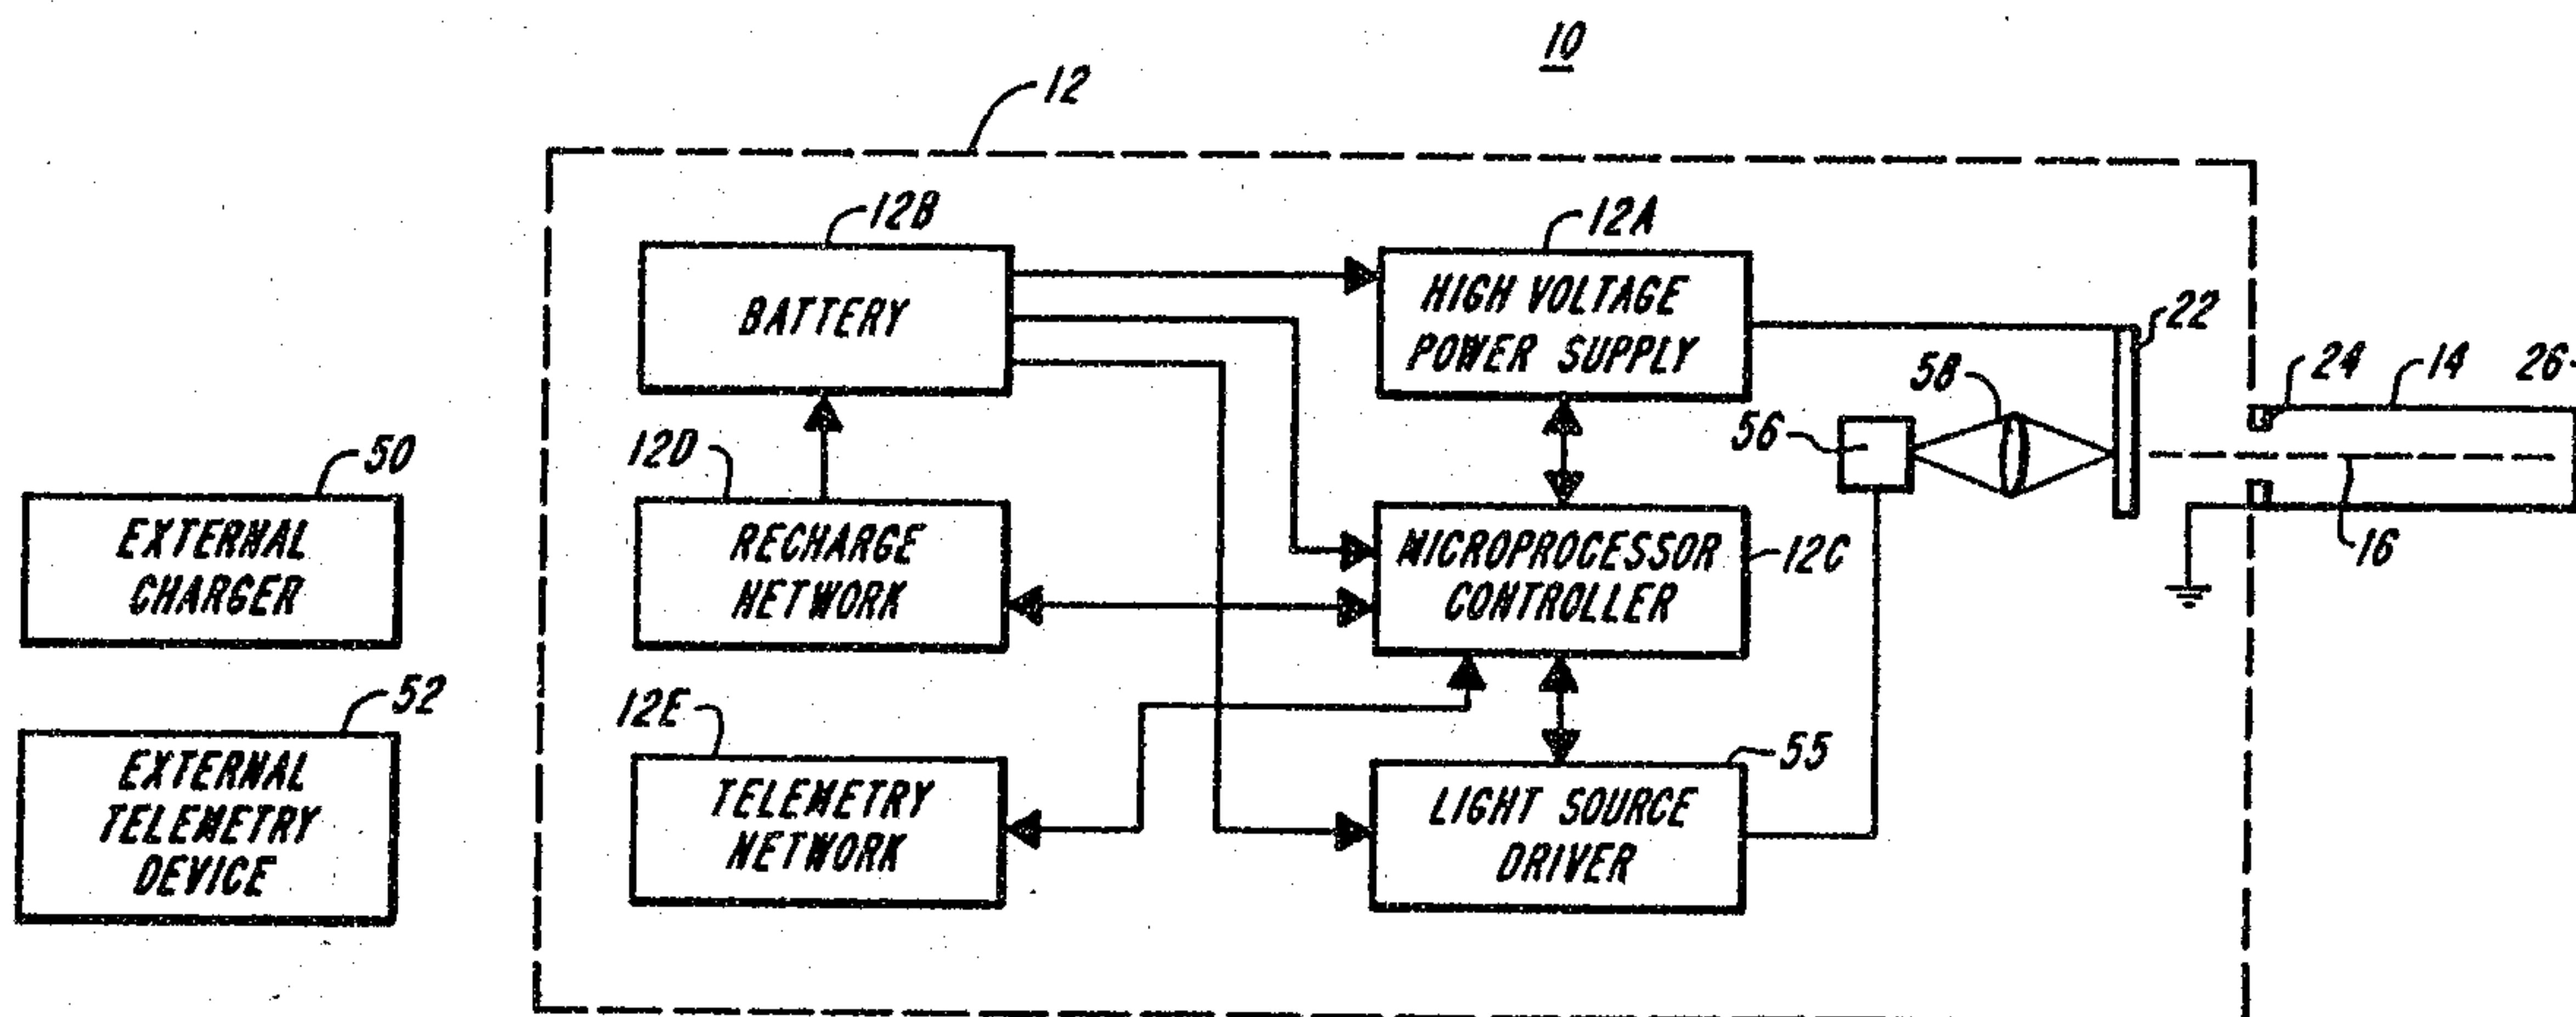 10
12
12B
12A
BATTERY
HIGH VOLTAGE
POWER SUPPLY
22
24
14
26
58
56
16
50
12D
EXTERNAL
CHARGER
RECHARGE
NETWORK
MICROPROCESSOR
CONTROLLER
12C
52
12E
55
EXTERNAL
TELEMETRY
DEVICE
TELEMETRY
NETWORK
LIGHT SOURCE
DRIVER